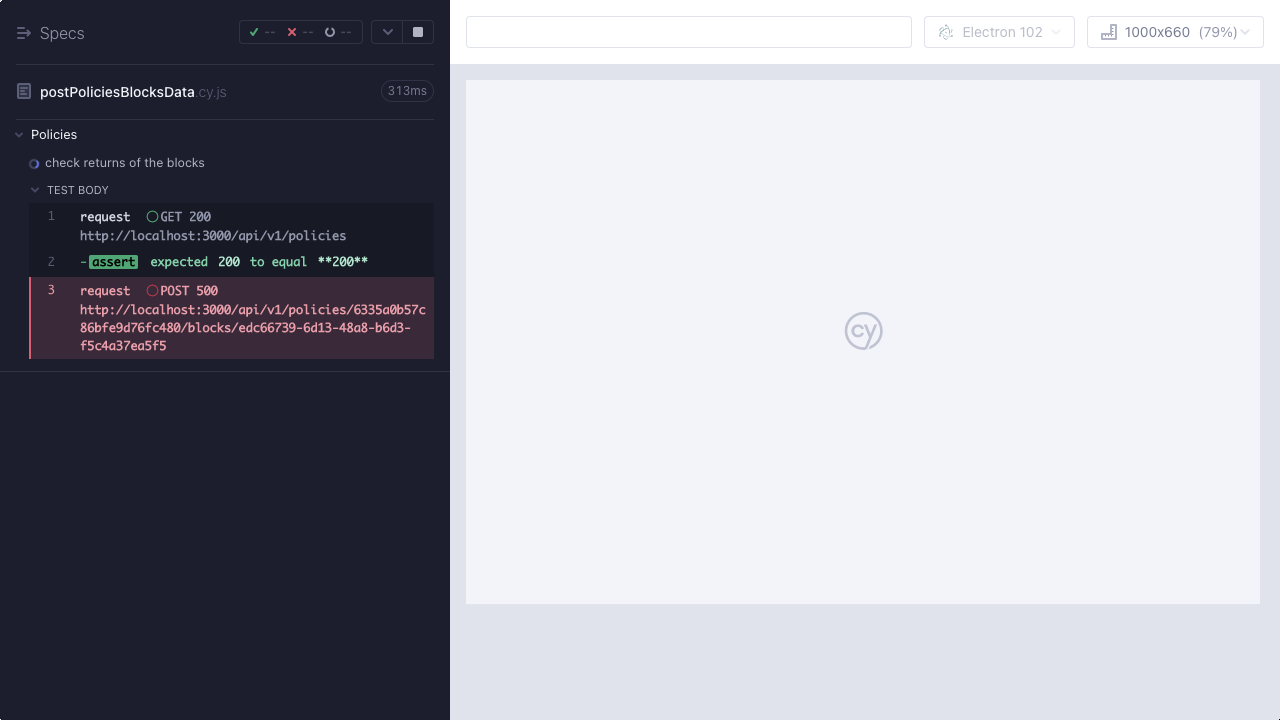 Specs
-- -- --
postPoliciesBlocksData.cy.js 313ms
Policies
check returns of the blocks
TEST BODY
1 request GET 200
http://localhost:3000/api/v1/policies
2 -assert expected 200 to equal **200**
3 request POST 500
http://localhost:3000/api/v1/policies/6335a0b57c
86bfe9d76fc480/blocks/edc66739-6d13-48a8-b6d3-
f5c4a37ea5f5
Electron 102
1000x660 (79%)
cy